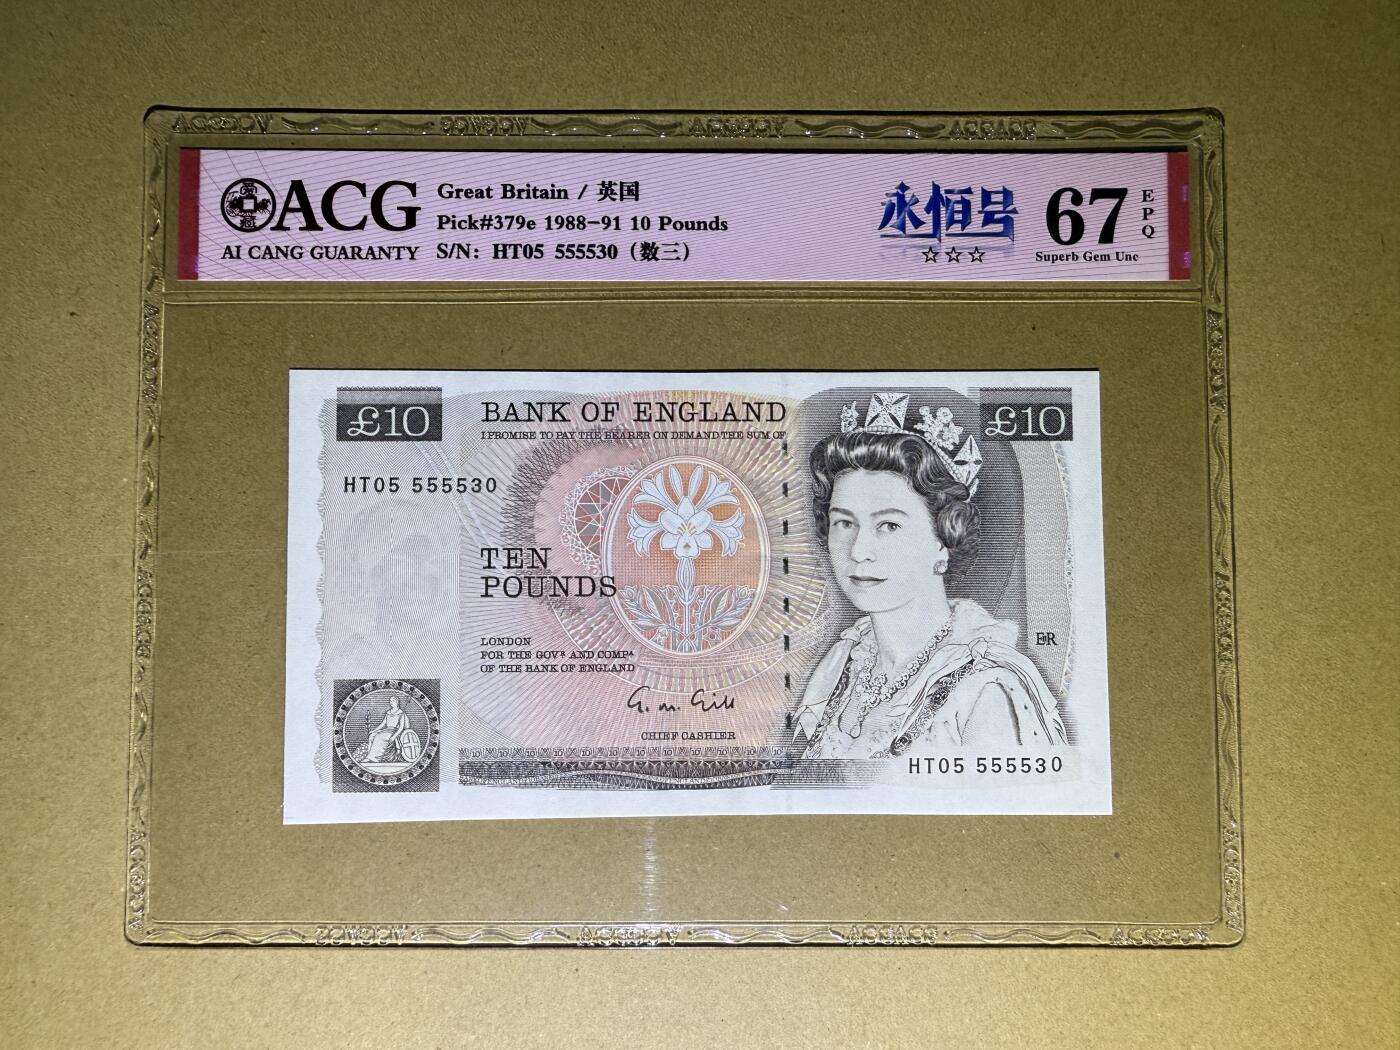 ACG
AI CANG GUARANTY
Great Britain / 英国
Pick#379e 1988-91 10 Pounds
S/N: HT05 555530 (数三)
永恒号
☆☆☆
67
EPQ
Superb Gem Unc
£10
BANK OF ENGLAND
£10
I PROMISE TO PAY THE BEARER ON DEMAND THE SUM OF
HT05 555530
TEN
POUNDS
LONDON
FOR THE GOVR AND COMPA
OF THE BANK OF ENGLAND
E II R
G. M. Gill
CHIEF CASHIER
HT05 555530